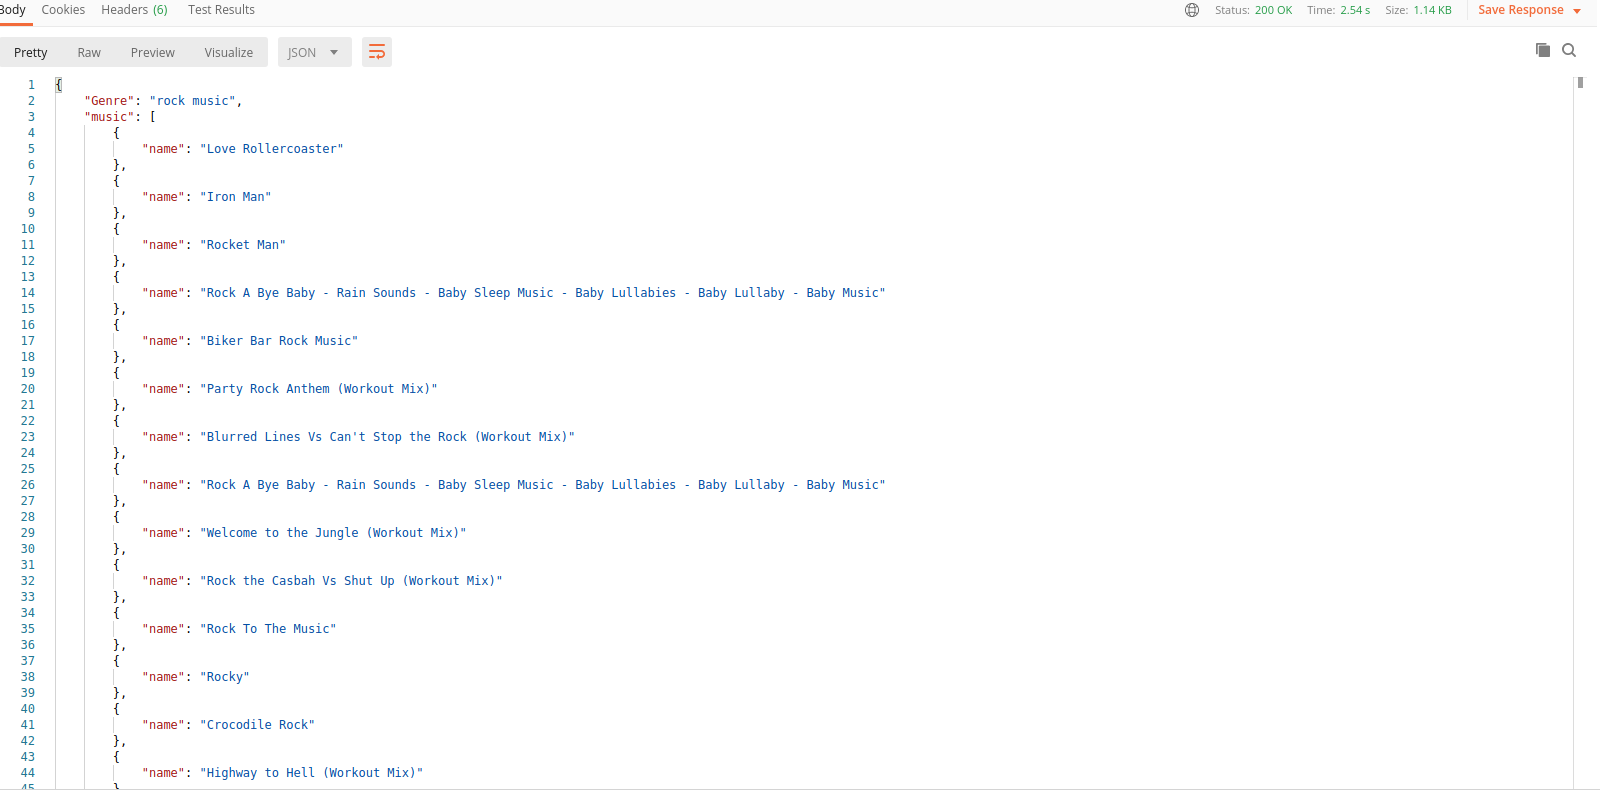 Body Cookies Headers (6) Test Results Status: 200 OK Time: 2.54 s Size: 1.14 KB Save Response
Pretty Raw Preview Visualize JSON
1 {
2 "Genre": "rock music",
3 "music": [
4 {
5 "name": "Love Rollercoaster"
6 },
7 {
8 "name": "Iron Man"
9 },
10 {
11 "name": "Rocket Man"
12 },
13 {
14 "name": "Rock A Bye Baby - Rain Sounds - Baby Sleep Music - Baby Lullabies - Baby Lullaby - Baby Music"
15 },
16 {
17 "name": "Biker Bar Rock Music"
18 },
19 {
20 "name": "Party Rock Anthem (Workout Mix)"
21 },
22 {
23 "name": "Blurred Lines Vs Can't Stop the Rock (Workout Mix)"
24 },
25 {
26 "name": "Rock A Bye Baby - Rain Sounds - Baby Sleep Music - Baby Lullabies - Baby Lullaby - Baby Music"
27 },
28 {
29 "name": "Welcome to the Jungle (Workout Mix)"
30 },
31 {
32 "name": "Rock the Casbah Vs Shut Up (Workout Mix)"
33 },
34 {
35 "name": "Rock To The Music"
36 },
37 {
38 "name": "Rocky"
39 },
40 {
41 "name": "Crocodile Rock"
42 },
43 {
44 "name": "Highway to Hell (Workout Mix)"
45 }